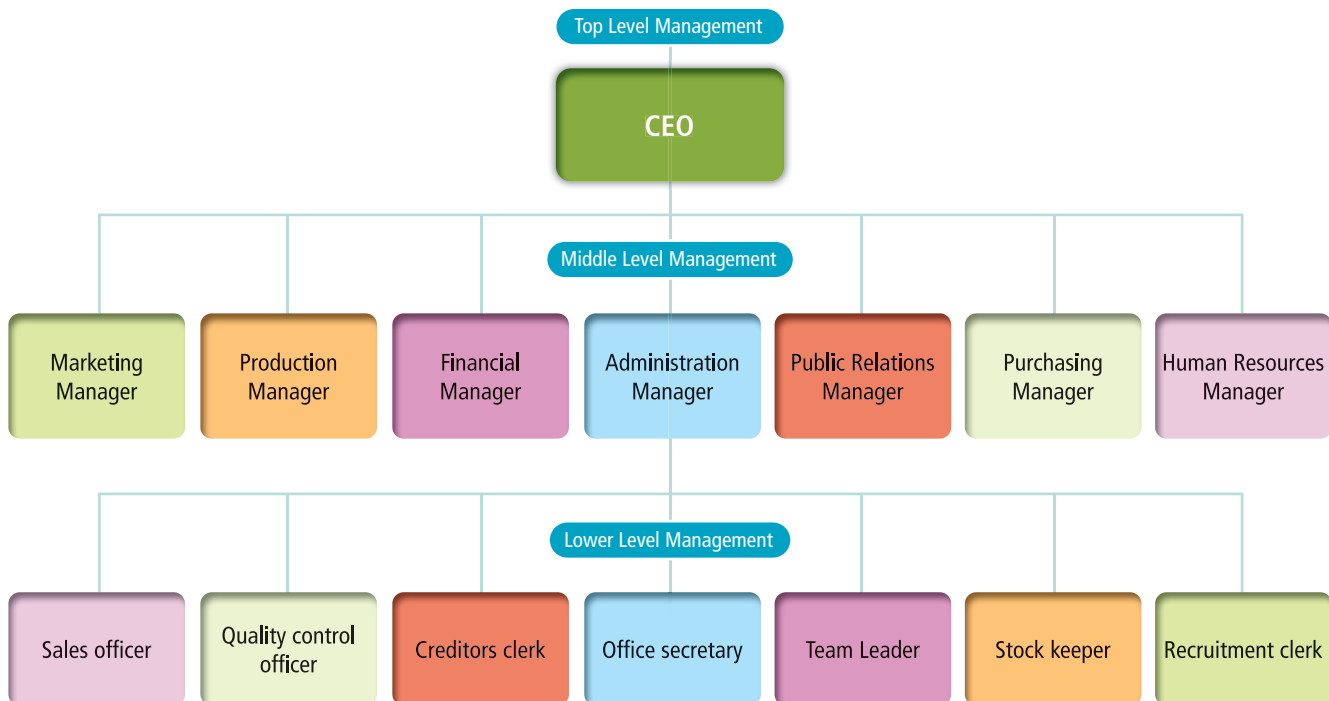 Top Level Management
CEO
Middle Level Management
Marketing
Manager
Production
Manager
Financial
Manager
Administration
Manager
Public Relations
Manager
Purchasing
Manager
Human Resources
Manager
Lower Level Management
Sales officer
Quality control
officer
Creditors clerk
Office secretary
Team Leader
Stock keeper
Recruitment clerk